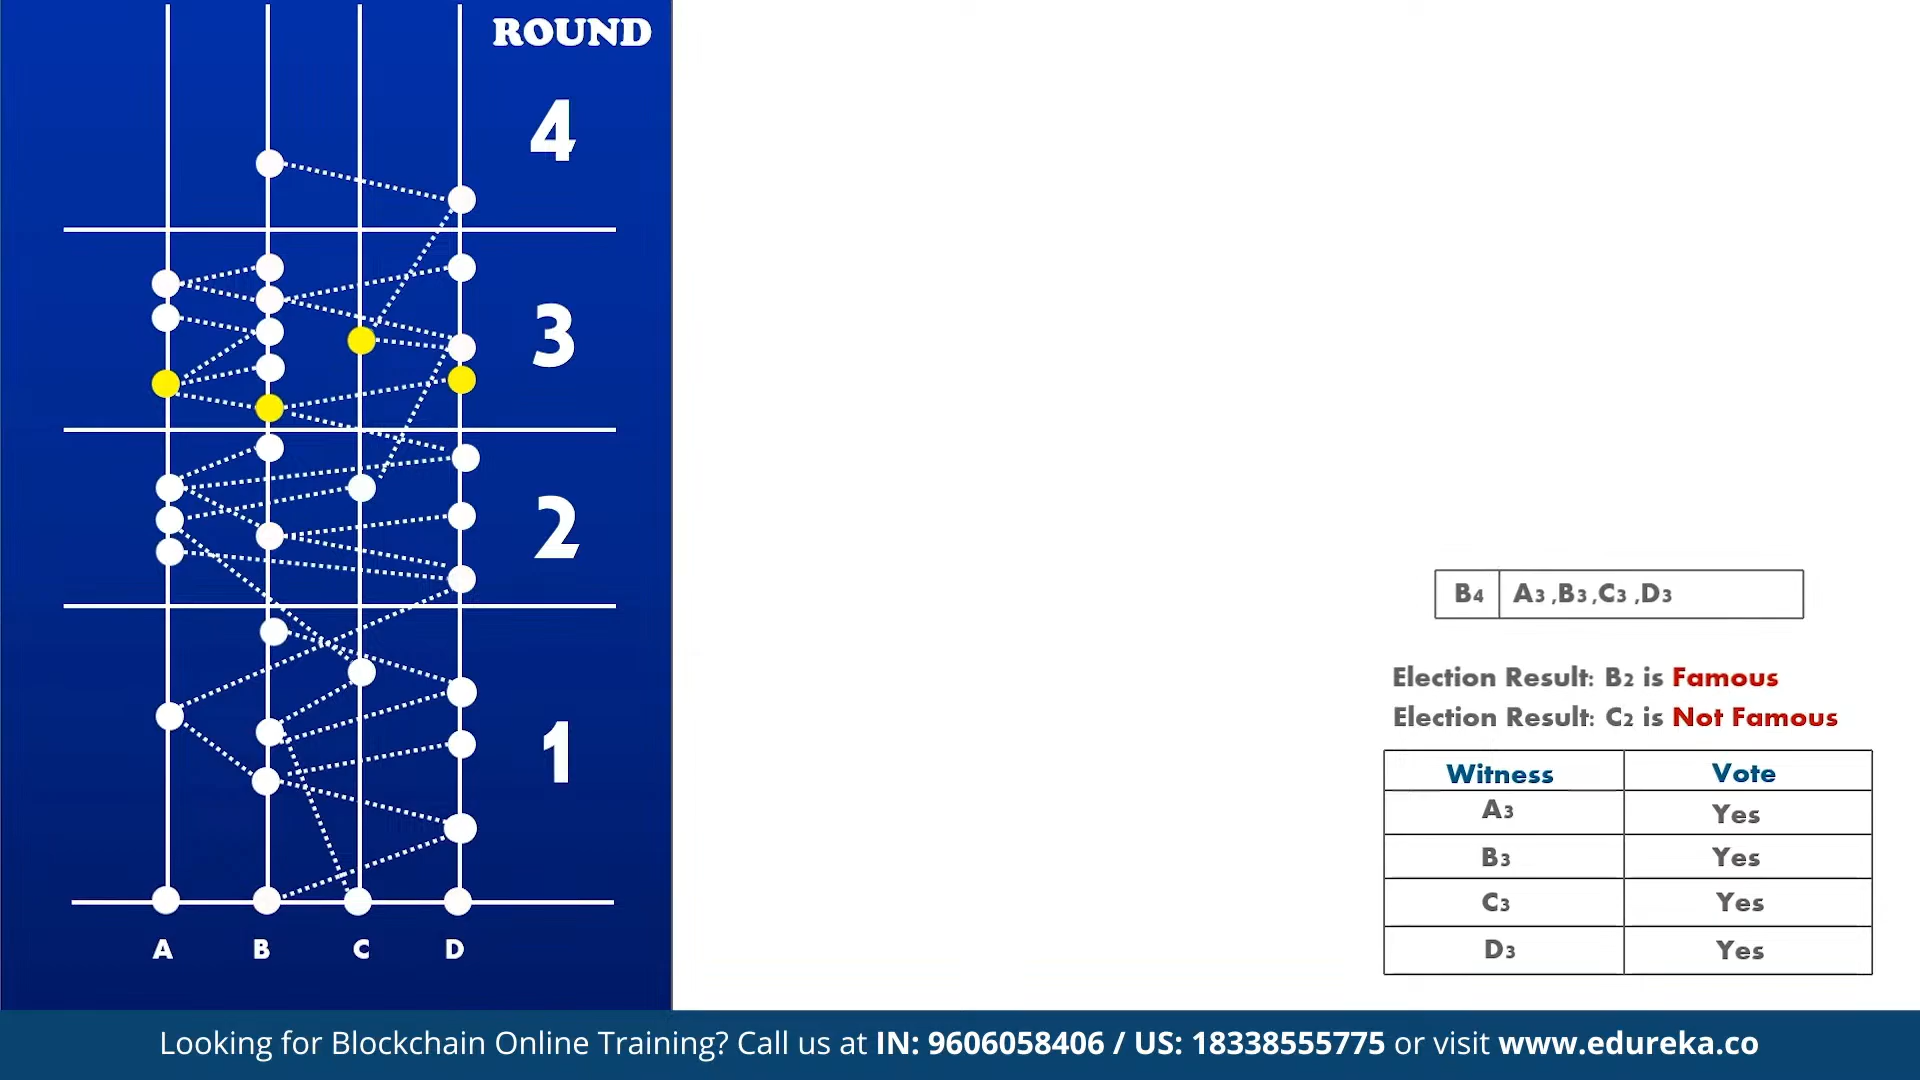 ROUND
4
3
2
1
A B C D
B4 A3 ,B3 ,C3 ,D3
Election Result: B2 is Famous
Election Result: C2 is Not Famous
Witness Vote
A3 Yes
B3 Yes
C3 Yes
D3 Yes
Looking for Blockchain Online Training? Call us at IN: 9606058406 / US: 18338555775 or visit www.edureka.co